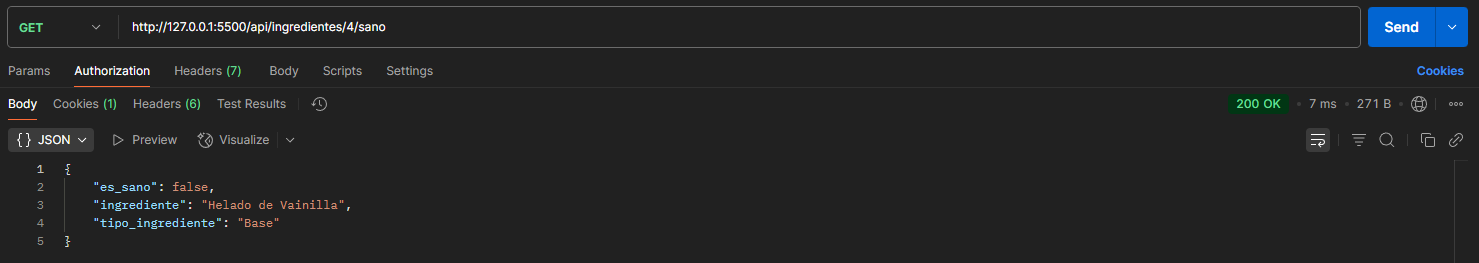 GET http://127.0.0.1:5500/api/ingredientes/4/sano Send
Params Authorization Headers (7) Body Scripts Settings Cookies
Body Cookies (1) Headers (6) Test Results 200 OK • 7 ms • 271 B
{} JSON Preview Visualize
1 {
2 "es_sano": false,
3 "ingrediente": "Helado de Vainilla",
4 "tipo_ingrediente": "Base"
5 }